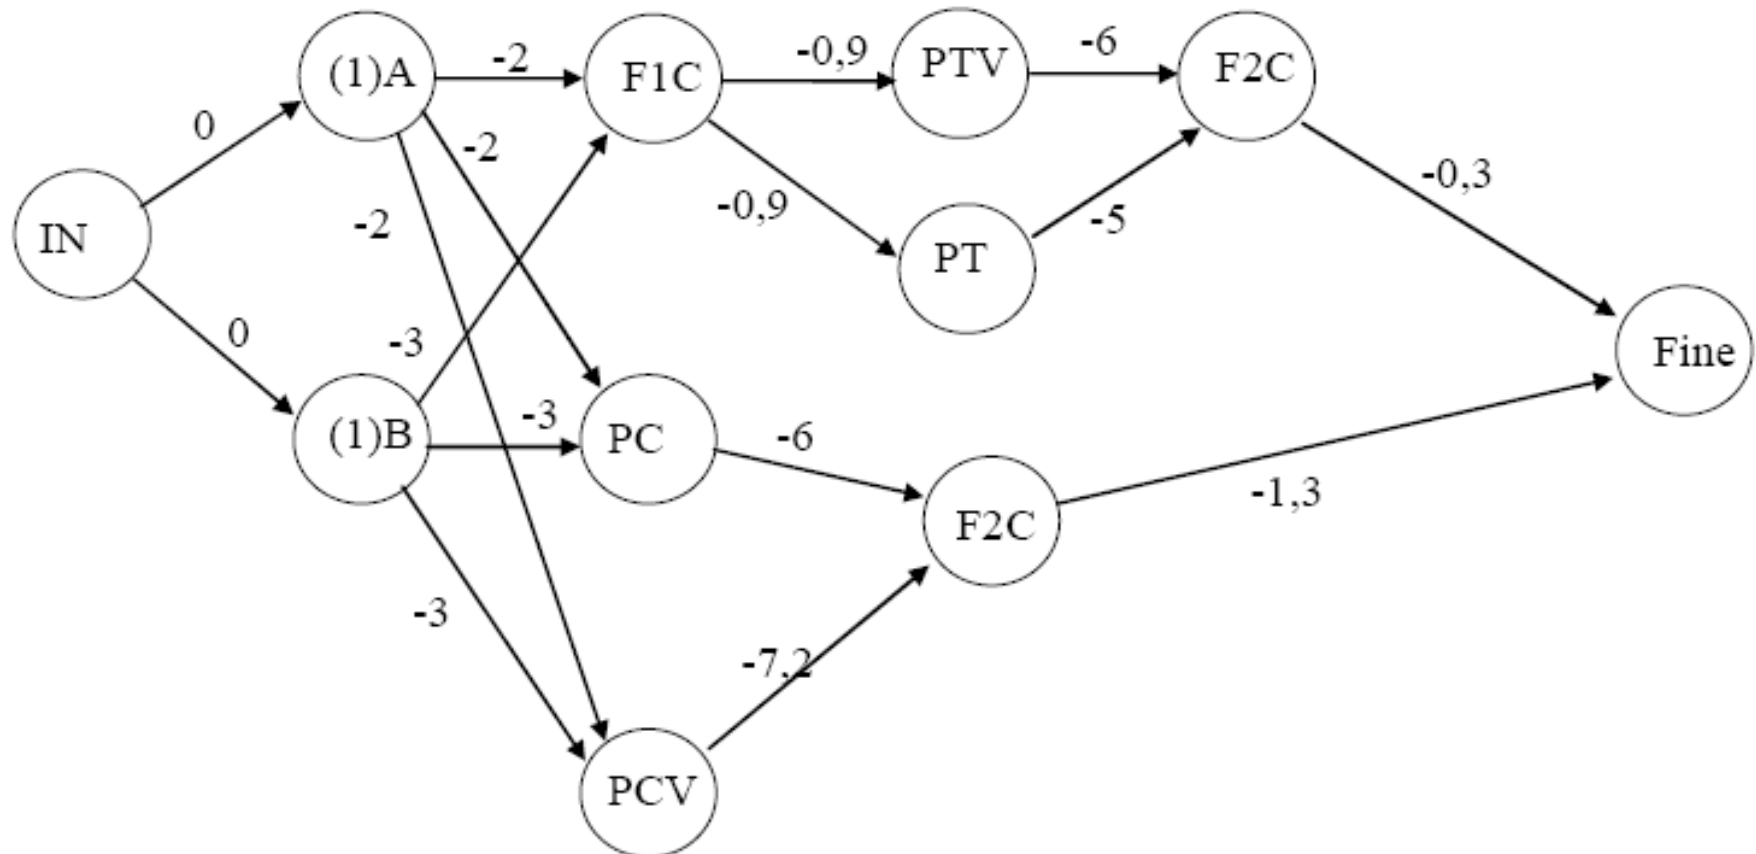 (1)A
-2
F1C
-0,9
PTV
-6
F2C
0
-2
-0,3
-0,9
-2
-5
IN
PT
0
-3
Fine
(1)B
-3
PC
-6
-1,3
F2C
-3
-7,2
PCV